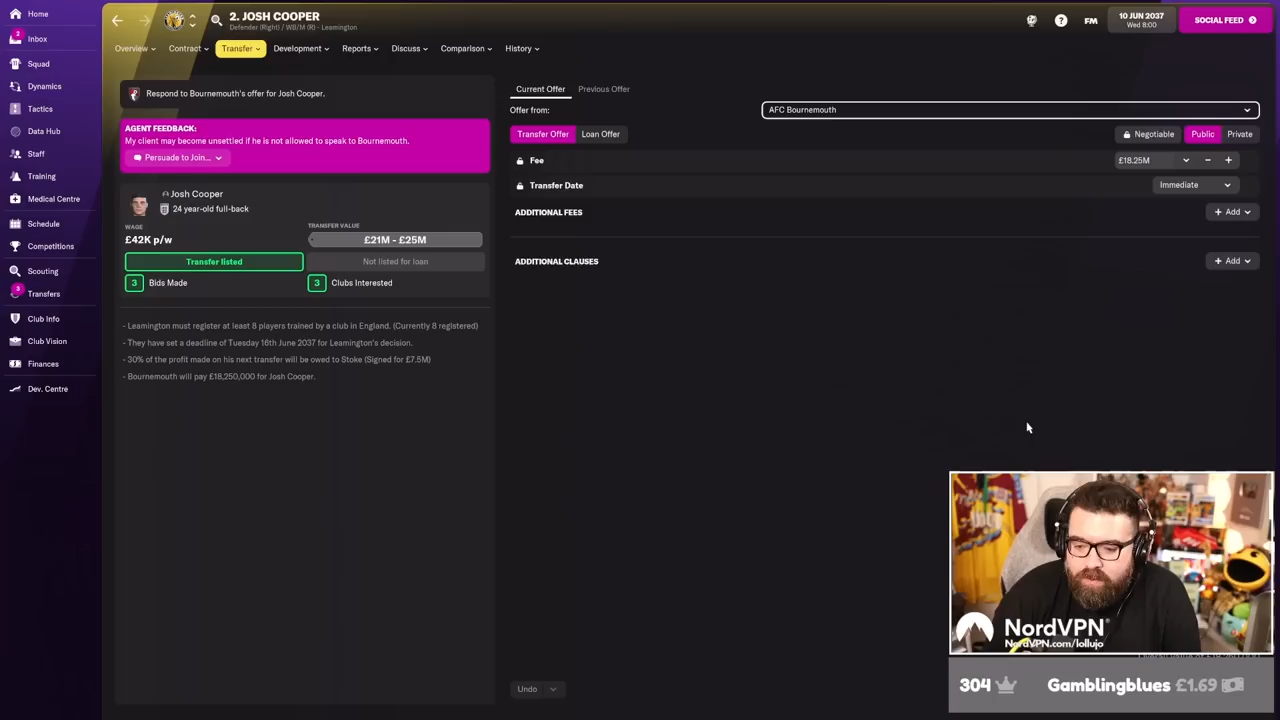 Home
3
Inbox
Squad
Dynamics
Tactics
Data Hub
Staff
Training
Medical Centre
Schedule
Competitions
Scouting
3
Transfers
Club Info
Club Vision
Finances
Dev. Centre
2. JOSH COOPER
Defender (Right) / WB/M (R) - Leamington
FM
10 JUN 2037
Wed 8:00
SOCIAL FEED
Overview
Contract
Transfer
Development
Reports
Discuss
Comparison
History
Respond to Bournemouth's offer for Josh Cooper.
AGENT FEEDBACK:
My client may become unsettled if he is not allowed to speak to Bournemouth.
Persuade to Join...
Josh Cooper
24 year-old full-back
WAGE
£42K p/w
TRANSFER VALUE
£21M - £25M
Transfer listed
Not listed for loan
3 Bids Made
3 Clubs Interested
- Leamington must register at least 8 players trained by a club in England. (Currently 8 registered)
- They have set a deadline of Tuesday 16th June 2037 for Leamington's decision.
- 30% of the profit made on his next transfer will be owed to Stoke (Signed for £7.5M)
- Bournemouth will pay £18,250,000 for Josh Cooper.
Current Offer
Previous Offer
Offer from:
AFC Bournemouth
Transfer Offer
Loan Offer
Negotiable
Public
Private
Fee
£18.25M
Transfer Date
Immediate
ADDITIONAL FEES
+ Add
ADDITIONAL CLAUSES
+ Add
Undo
NordVPN®
NordVPN.com/lollujo
304
Gamblingblues £1.69